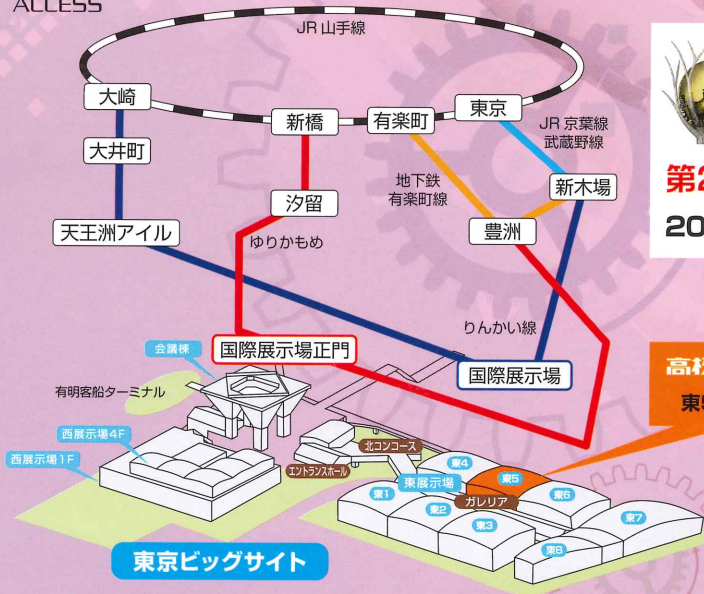 ACCESS
JR 山手線
大崎
新橋
有楽町
東京
大井町
JR 京葉線
武蔵野線
地下鉄
有楽町線
新木場
汐留
天王洲アイル
ゆりかもめ
豊洲
第2
20
りんかい線
国際展示場正門
国際展示場
会議棟
有明客船ターミナル
高校
東5
西展示場4F
西展示場1F
北コンコース
エントランスホール
東4
東5
東6
東展示場
ガレリア
東1
東2
東3
東7
東8
東京ビッグサイト